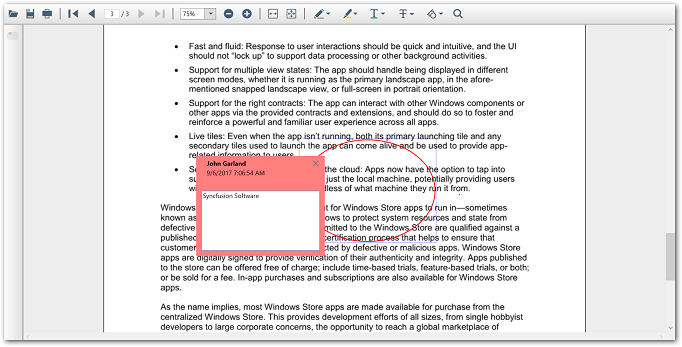 3 / 3
75%
• Fast and fluid: Response to user interactions should be quick and intuitive, and the UI
should not “lock up” to support data processing or other background activities.
• Support for multiple view states: The app should handle being displayed in different
screen modes, whether it is running as the primary landscape app, in the afore-
mentioned snapped landscape view, or full-screen in portrait orientation.
• Support for the right contracts: The app can interact with other Windows components or
other apps via the provided contracts and extensions, and should do so to foster and
reinforce a powerful and familiar user experience across all apps.
• Live tiles: Even when the app isn’t running, both its primary launching tile and any
secondary tiles used to launch the app can come alive and be used to provide app-
related information to users.
the cloud: Apps now have the option to tap into
just the local machine, potentially providing users
of what machine they run it from.
John Garland
9/6/2017 7:06:54 AM
Syncfusion Software
Windows for Windows Store apps to run in—sometimes
known as to protect system resources and state from
defective to the Windows Store are qualified against a
published certification process that helps to ensure that
customer by defective or malicious apps. Windows Store
apps are digitally signed to provide verification of their authenticity and integrity. Apps published
to the store can be offered free of charge; include time-based trials, feature-based trials, or both;
or be sold for a fee. In-app purchases and subscriptions are also available for Windows Store
apps.
As the name implies, most Windows Store apps are made available for purchase from the
centralized Windows Store. This provides development efforts of all sizes, from single hobbyist
developers to large corporate concerns, the opportunity to reach a global marketplace of